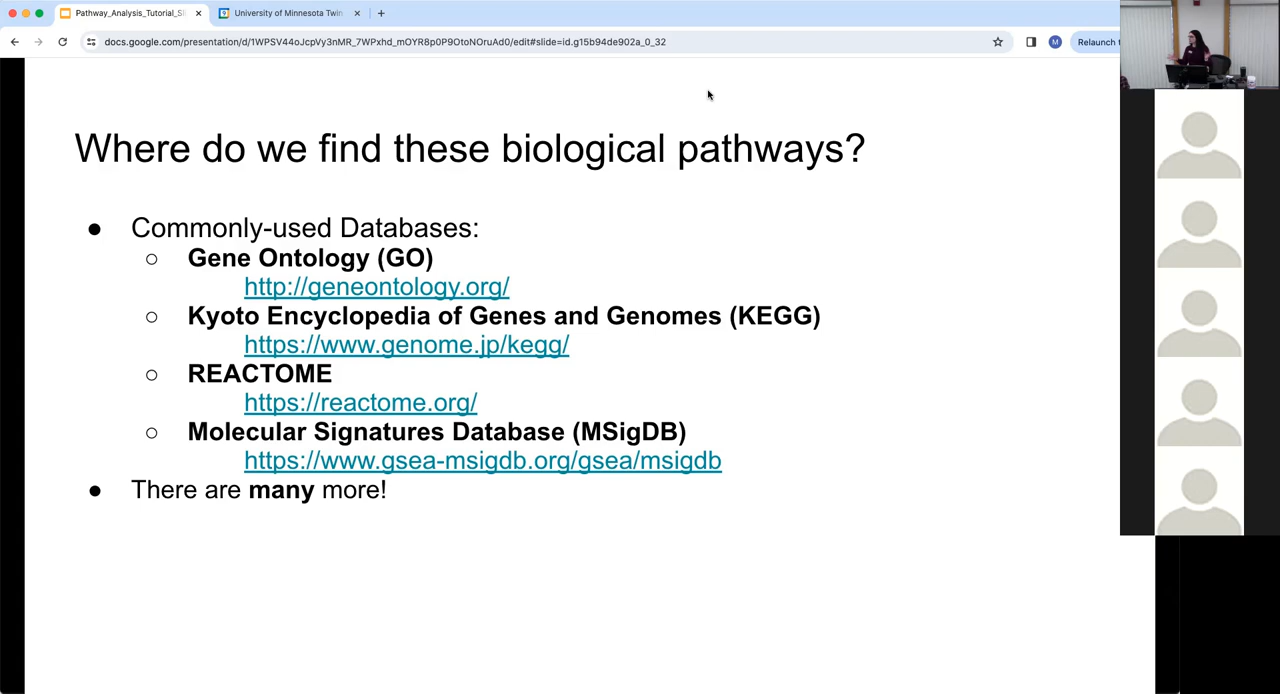 Pathway_Analysis_Tutorial_Sli
University of Minnesota Twin
docs.google.com/presentation/d/1WPSV44oJcpVy3nMR_7WPxhd_mOYR8p0P9OtoNOruAd0/edit#slide=id.g15b94de902a_0_32
M
Relaunch t
Where do we find these biological pathways?
● Commonly-used Databases:
○ Gene Ontology (GO)
http://geneontology.org/
○ Kyoto Encyclopedia of Genes and Genomes (KEGG)
https://www.genome.jp/kegg/
○ REACTOME
https://reactome.org/
○ Molecular Signatures Database (MSigDB)
https://www.gsea-msigdb.org/gsea/msigdb
● There are many more!